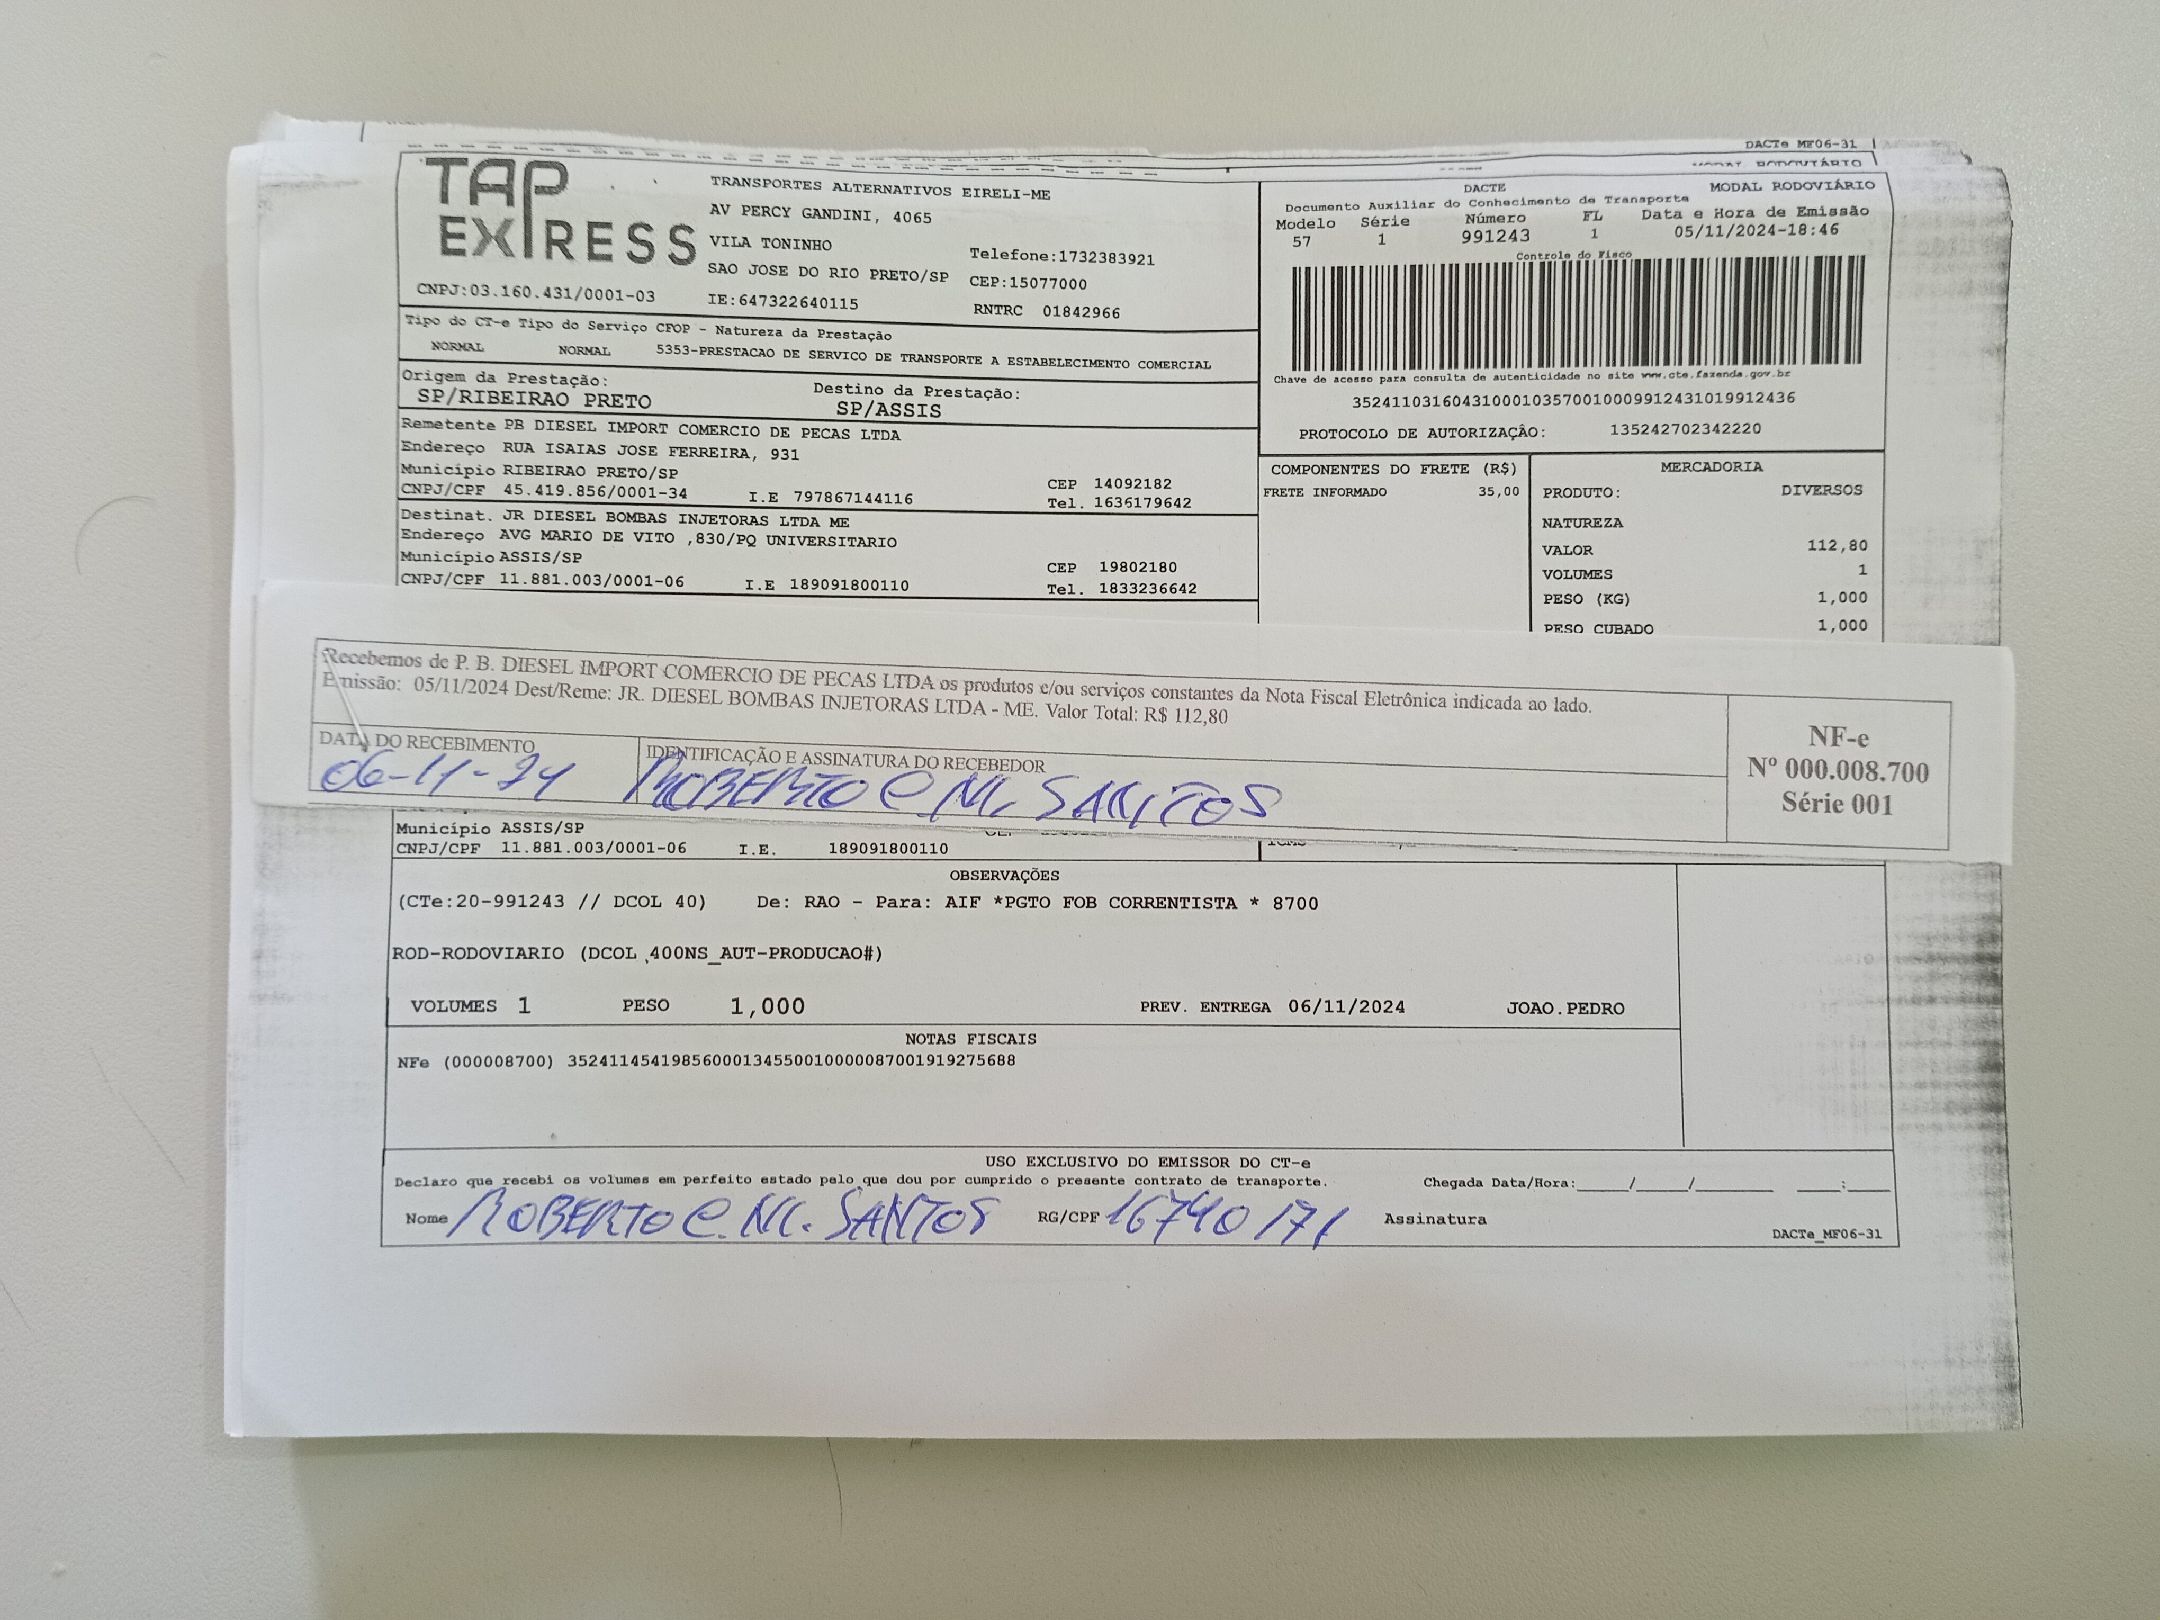 DACTe MF06-31
TAP EXPRESS
TRANSPORTES ALTERNATIVOS EIRELI-ME
AV PERCY GANDINI, 4065
VILA TONINHO
Telefone:1732383921
SAO JOSE DO RIO PRETO/SP CEP:15077000
CNPJ:03.160.431/0001-03 IE:647322640115 RNTRC 01842966
DACTE MODAL RODOVIÁRIO
Documento Auxiliar do Conhecimento de Transporte
Modelo Série Número FL Data e Hora de Emissão
57 1 991243 1 05/11/2024-18:46
Controle do Fisco
Chave de acesso para consulta de autenticidade no site www.cte.fazenda.gov.br
35241103160431000103570010009912431019912436
PROTOCOLO DE AUTORIZAÇÃO: 135242702342220
Tipo do CT-e Tipo do Serviço CFOP - Natureza da Prestação
NORMAL NORMAL 5353-PRESTACAO DE SERVICO DE TRANSPORTE A ESTABELECIMENTO COMERCIAL
Origem da Prestação: Destino da Prestação:
SP/RIBEIRAO PRETO SP/ASSIS
Remetente PB DIESEL IMPORT COMERCIO DE PECAS LTDA
Endereço RUA ISAIAS JOSE FERREIRA, 931
Município RIBEIRAO PRETO/SP CEP 14092182
CNPJ/CPF 45.419.856/0001-34 I.E 797867144116 Tel. 1636179642
Destinat. JR DIESEL BOMBAS INJETORAS LTDA ME
Endereço AVG MARIO DE VITO ,830/PQ UNIVERSITARIO
Município ASSIS/SP CEP 19802180
CNPJ/CPF 11.881.003/0001-06 I.E 189091800110 Tel. 1833236642
COMPONENTES DO FRETE (R$)
FRETE INFORMADO 35,00
MERCADORIA
PRODUTO: DIVERSOS
NATUREZA
VALOR 112,80
VOLUMES 1
PESO (KG) 1,000
PESO CUBADO 1,000
Recebemos de P. B. DIESEL IMPORT COMERCIO DE PECAS LTDA os produtos e/ou serviços constantes da Nota Fiscal Eletrônica indicada ao lado.
Emissão: 05/11/2024 Dest/Reme: JR. DIESEL BOMBAS INJETORAS LTDA - ME. Valor Total: R$ 112,80
DATA DO RECEBIMENTO IDENTIFICAÇÃO E ASSINATURA DO RECEBEDOR
06-11-24 ROBERTO C. M. SANTOS
NF-e
Nº 000.008.700
Série 001
Município ASSIS/SP
CNPJ/CPF 11.881.003/0001-06 I.E. 189091800110
OBSERVAÇÕES
(CTe:20-991243 // DCOL 40) De: RAO - Para: AIF *PGTO FOB CORRENTISTA * 8700
ROD-RODOVIARIO (DCOL ,400NS_AUT-PRODUCAO#)
VOLUMES 1 PESO 1,000 PREV. ENTREGA 06/11/2024 JOAO.PEDRO
NOTAS FISCAIS
NFe (000008700) 35241145419856000134550010000087001919275688
USO EXCLUSIVO DO EMISSOR DO CT-e
Declaro que recebi os volumes em perfeito estado pelo que dou por cumprido o presente contrato de transporte. Chegada Data/Hora:_____/_____/________ ____:____
Nome ROBERTO C. M. SANTOS RG/CPF 16740171 Assinatura
DACTe_MF06-31